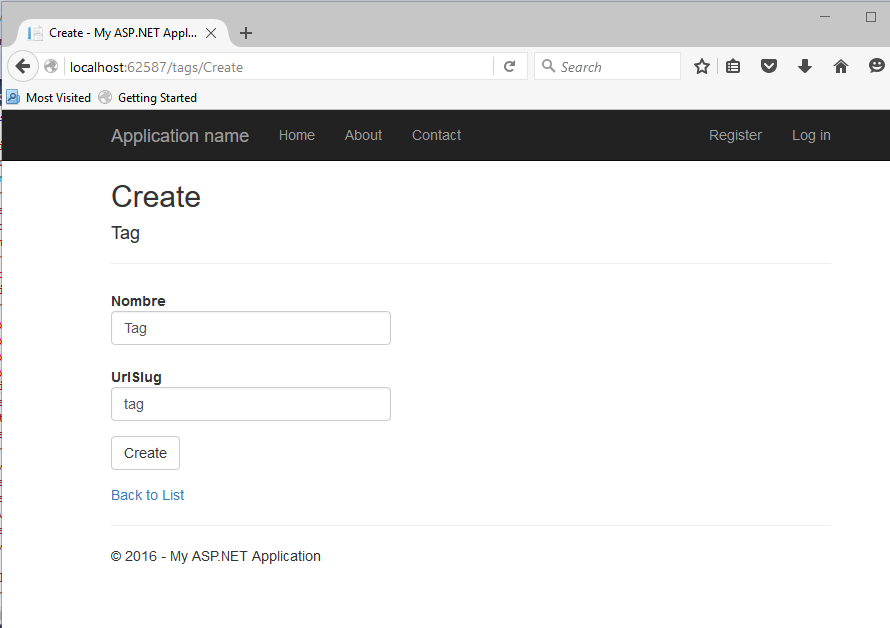 Create - My ASP.NET Appl...
localhost:62587/tags/Create
Search
Most Visited Getting Started
Application name Home About Contact Register Log in
Create
Tag
Nombre
Tag
UrlSlug
tag
Create
Back to List
© 2016 - My ASP.NET Application